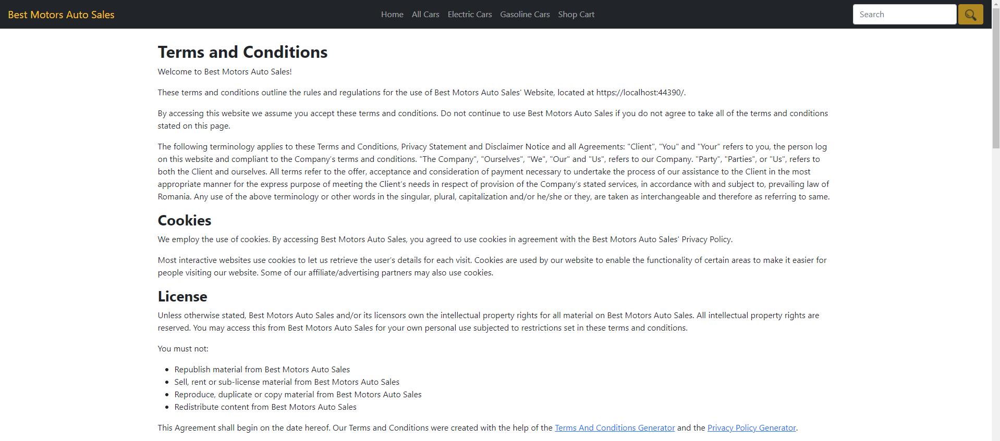 Best Motors Auto Sales Home All Cars Electric Cars Gasoline Cars Shop Cart Search
Terms and Conditions
Welcome to Best Motors Auto Sales!
These terms and conditions outline the rules and regulations for the use of Best Motors Auto Sales' Website, located at https://localhost:44390/.
By accessing this website we assume you accept these terms and conditions. Do not continue to use Best Motors Auto Sales if you do not agree to take all of the terms and conditions
stated on this page.
The following terminology applies to these Terms and Conditions, Privacy Statement and Disclaimer Notice and all Agreements: "Client", "You" and "Your" refers to you, the person log
on this website and compliant to the Company’s terms and conditions. "The Company", "Ourselves", "We", "Our" and "Us", refers to our Company. "Party", "Parties", or "Us", refers to
both the Client and ourselves. All terms refer to the offer, acceptance and consideration of payment necessary to undertake the process of our assistance to the Client in the most
appropriate manner for the express purpose of meeting the Client’s needs in respect of provision of the Company’s stated services, in accordance with and subject to, prevailing law of
Romania. Any use of the above terminology or other words in the singular, plural, capitalization and/or he/she or they, are taken as interchangeable and therefore as referring to same.
Cookies
We employ the use of cookies. By accessing Best Motors Auto Sales, you agreed to use cookies in agreement with the Best Motors Auto Sales' Privacy Policy.
Most interactive websites use cookies to let us retrieve the user’s details for each visit. Cookies are used by our website to enable the functionality of certain areas to make it easier for
people visiting our website. Some of our affiliate/advertising partners may also use cookies.
License
Unless otherwise stated, Best Motors Auto Sales and/or its licensors own the intellectual property rights for all material on Best Motors Auto Sales. All intellectual property rights are
reserved. You may access this from Best Motors Auto Sales for your own personal use subjected to restrictions set in these terms and conditions.
You must not:
• Republish material from Best Motors Auto Sales
• Sell, rent or sub-license material from Best Motors Auto Sales
• Reproduce, duplicate or copy material from Best Motors Auto Sales
• Redistribute content from Best Motors Auto Sales
This Agreement shall begin on the date hereof. Our Terms and Conditions were created with the help of the Terms And Conditions Generator and the Privacy Policy Generator.